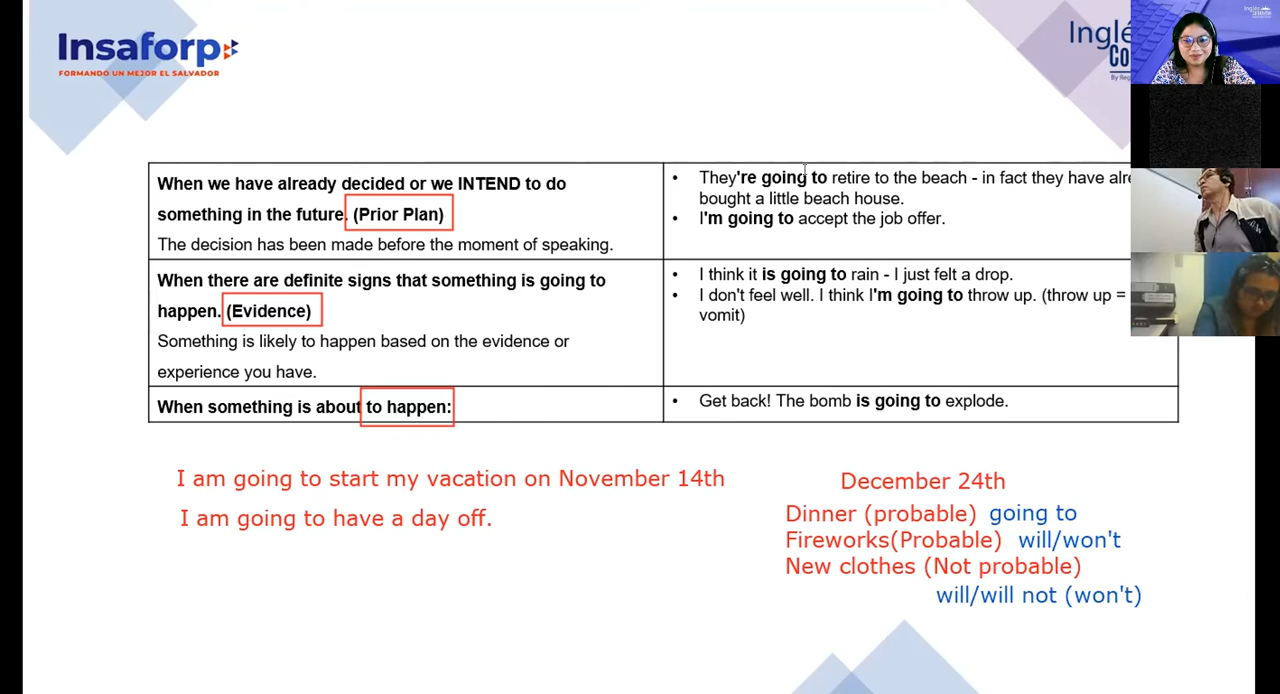 Insaforp
FORMANDO UN MEJOR EL SALVADOR
Inglé
CO
By Reg
When we have already decided or we INTEND to do
something in the future. (Prior Plan)
The decision has been made before the moment of speaking.
They're going to retire to the beach - in fact they have alre
bought a little beach house.
I'm going to accept the job offer.
When there are definite signs that something is going to
happen. (Evidence)
Something is likely to happen based on the evidence or
experience you have.
I think it is going to rain - I just felt a drop.
I don't feel well. I think I'm going to throw up. (throw up =
vomit)
When something is about to happen:
Get back! The bomb is going to explode.
I am going to start my vacation on November 14th
I am going to have a day off.
December 24th
Dinner (probable) going to
Fireworks(Probable) will/won't
New clothes (Not probable)
will/will not (won't)